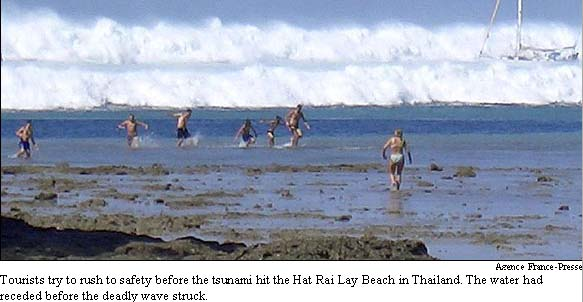 Agence France-Presse
Tourists try to rush to safety before the tsunami hit the Hat Rai Lay Beach in Thailand. The water had
receded before the deadly wave struck.